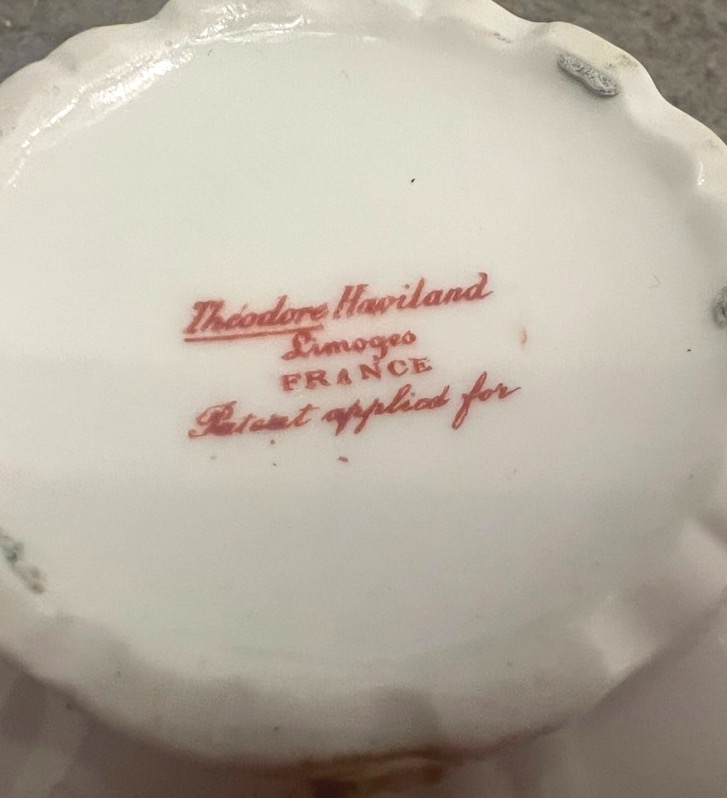 Théodore Haviland
Limoges
FRANCE
Patent applied for